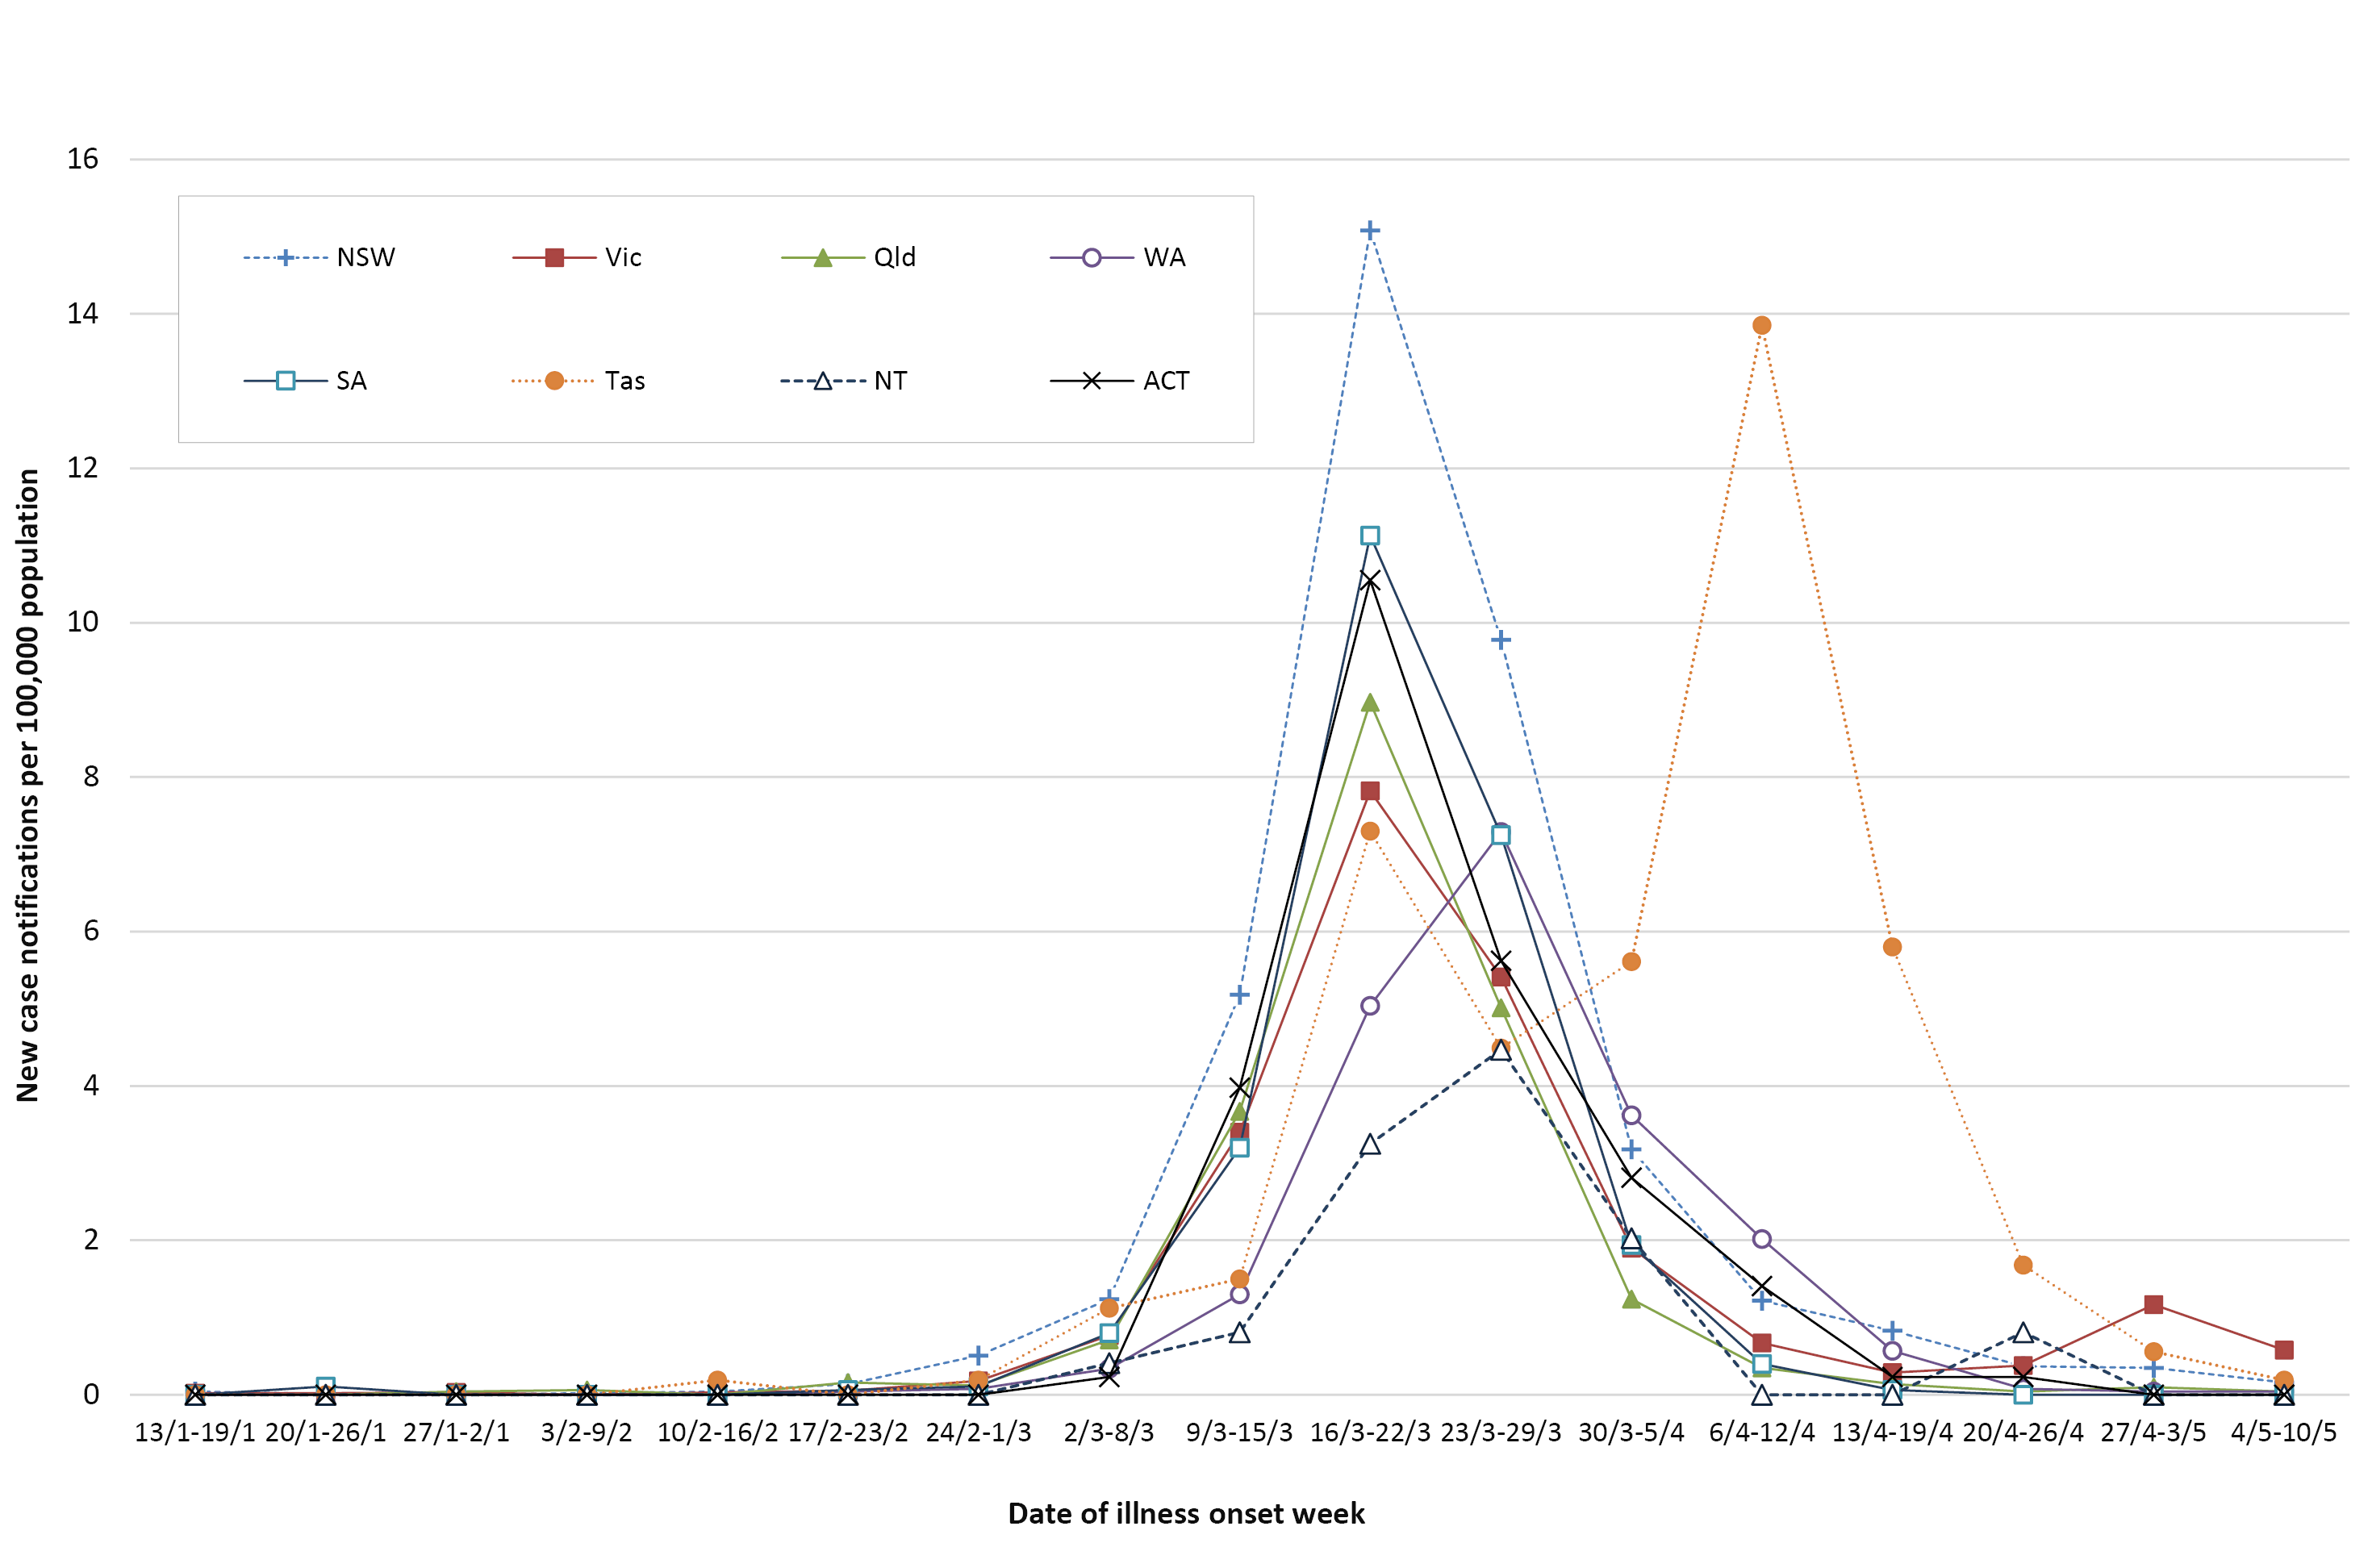 New case notifications per 100,000 population
16
14
12
10
8
6
4
2
0
NSW Vic Qld WA
SA Tas NT ACT
13/1-19/1 20/1-26/1 27/1-2/1 3/2-9/2 10/2-16/2 17/2-23/2 24/2-1/3 2/3-8/3 9/3-15/3 16/3-22/3 23/3-29/3 30/3-5/4 6/4-12/4 13/4-19/4 20/4-26/4 27/4-3/5 4/5-10/5
Date of illness onset week